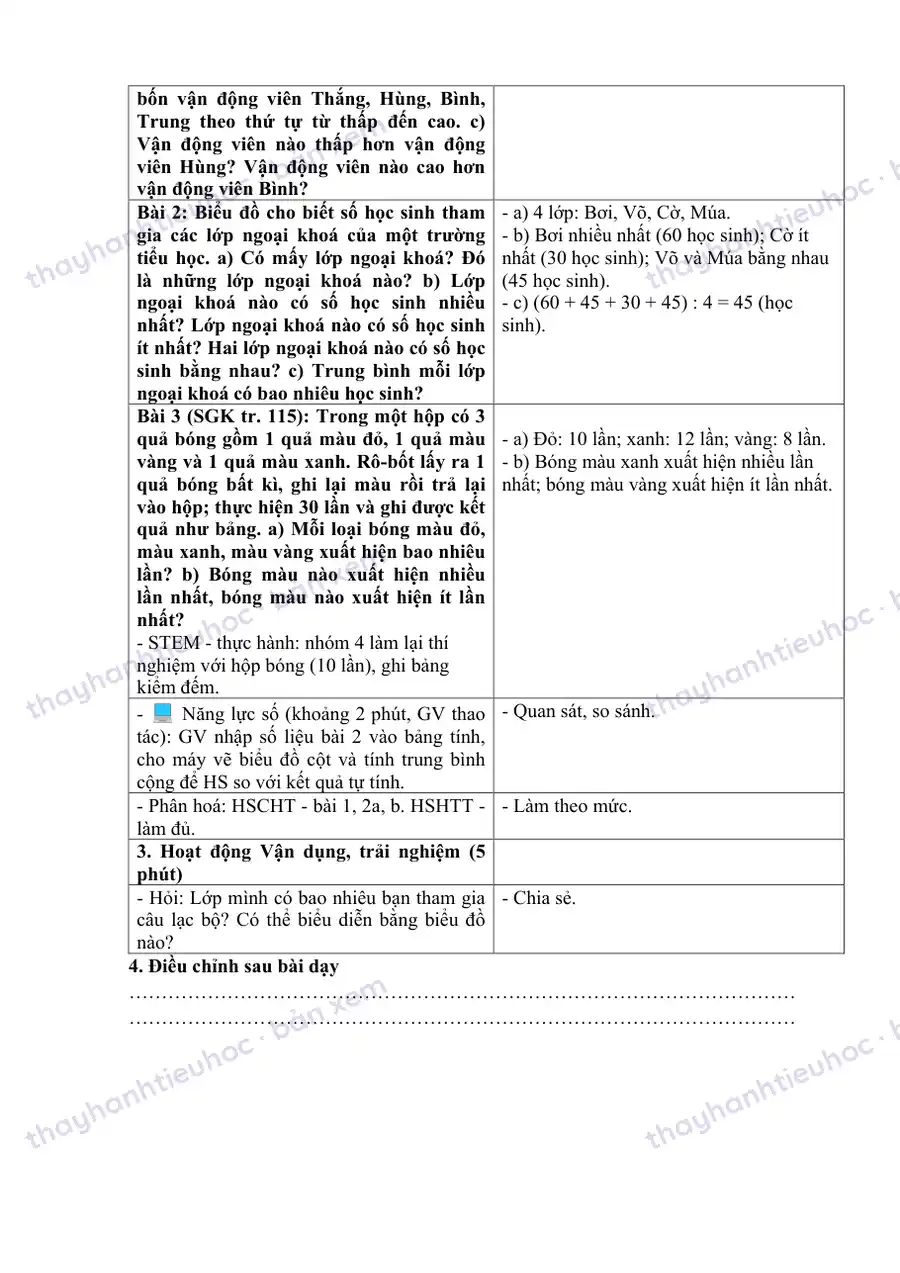 bốn vận động viên Thắng, Hùng, Bình,
Trung theo thứ tự từ thấp đến cao. c)
Vận động viên nào thấp hơn vận động
viên Hùng? Vận động viên nào cao hơn
vận động viên Bình?
Bài 2: Biểu đồ cho biết số học sinh tham
gia các lớp ngoại khoá của một trường
tiểu học. a) Có mấy lớp ngoại khoá? Đó
là những lớp ngoại khoá nào? b) Lớp
ngoại khoá nào có số học sinh nhiều
nhất? Lớp ngoại khoá nào có số học sinh
ít nhất? Hai lớp ngoại khoá nào có số học
sinh bằng nhau? c) Trung bình mỗi lớp
ngoại khoá có bao nhiêu học sinh?
- a) 4 lớp: Bơi, Võ, Cờ, Múa.
- b) Bơi nhiều nhất (60 học sinh); Cờ ít
nhất (30 học sinh); Võ và Múa bằng nhau
(45 học sinh).
- c) (60 + 45 + 30 + 45) : 4 = 45 (học
sinh).
Bài 3 (SGK tr. 115): Trong một hộp có 3
quả bóng gồm 1 quả màu đỏ, 1 quả màu
vàng và 1 quả màu xanh. Rô-bốt lấy ra 1
quả bóng bất kì, ghi lại màu rồi trả lại
vào hộp; thực hiện 30 lần và ghi được kết
quả như bảng. a) Mỗi loại bóng màu đỏ,
màu xanh, màu vàng xuất hiện bao nhiêu
lần? b) Bóng màu nào xuất hiện nhiều
lần nhất, bóng màu nào xuất hiện ít lần
nhất?
- STEM - thực hành: nhóm 4 làm lại thí
nghiệm với hộp bóng (10 lần), ghi bảng
kiểm đếm.
- a) Đỏ: 10 lần; xanh: 12 lần; vàng: 8 lần.
- b) Bóng màu xanh xuất hiện nhiều lần
nhất; bóng màu vàng xuất hiện ít lần nhất.
- Năng lực số (khoảng 2 phút, GV thao
tác): GV nhập số liệu bài 2 vào bảng tính,
cho máy vẽ biểu đồ cột và tính trung bình
cộng để HS so với kết quả tự tính.
- Quan sát, so sánh.
- Phân hoá: HSCHT - bài 1, 2a, b. HSHTT -
làm đủ.
- Làm theo mức.
3. Hoạt động Vận dụng, trải nghiệm (5
phút)
- Hỏi: Lớp mình có bao nhiêu bạn tham gia
câu lạc bộ? Có thể biểu diễn bằng biểu đồ
nào?
- Chia sẻ.
4. Điều chỉnh sau bài dạy
…………………………………………………………………………………………
…………………………………………………………………………………………
thayhanhtieuhoc · bản xem
thayhanhtieuhoc · b
thayhanhtieuhoc · bản xem
thayhanhtieuhoc · b
thayhanhtieuhoc · bản xem
thayhanhtieuhoc · b